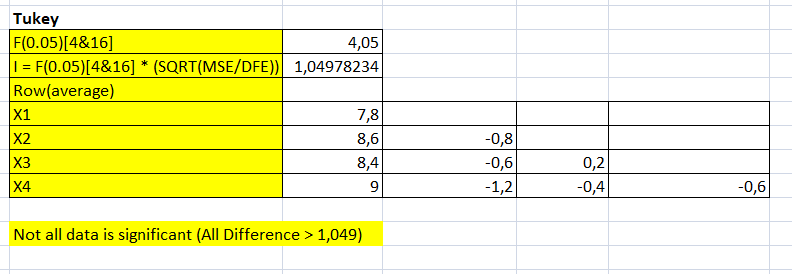 Tukey
F(0.05)[4&16] 4,05
I = F(0.05)[4&16] * (SQRT(MSE/DFE)) 1,04978234
Row(average)
X1 7,8
X2 8,6 -0,8
X3 8,4 -0,6 0,2
X4 9 -1,2 -0,4 -0,6
Not all data is significant (All Difference > 1,049)